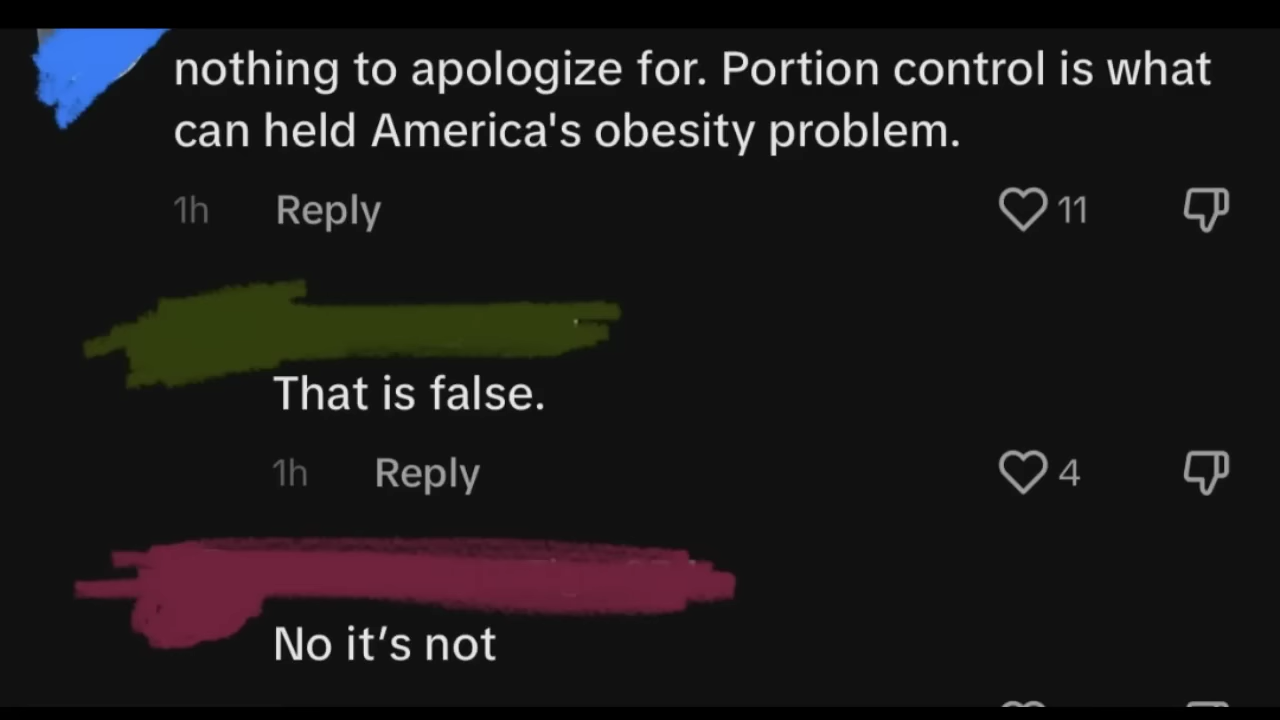 nothing to apologize for. Portion control is what
can held America's obesity problem.
1h Reply 11
That is false.
1h Reply 4
No it’s not